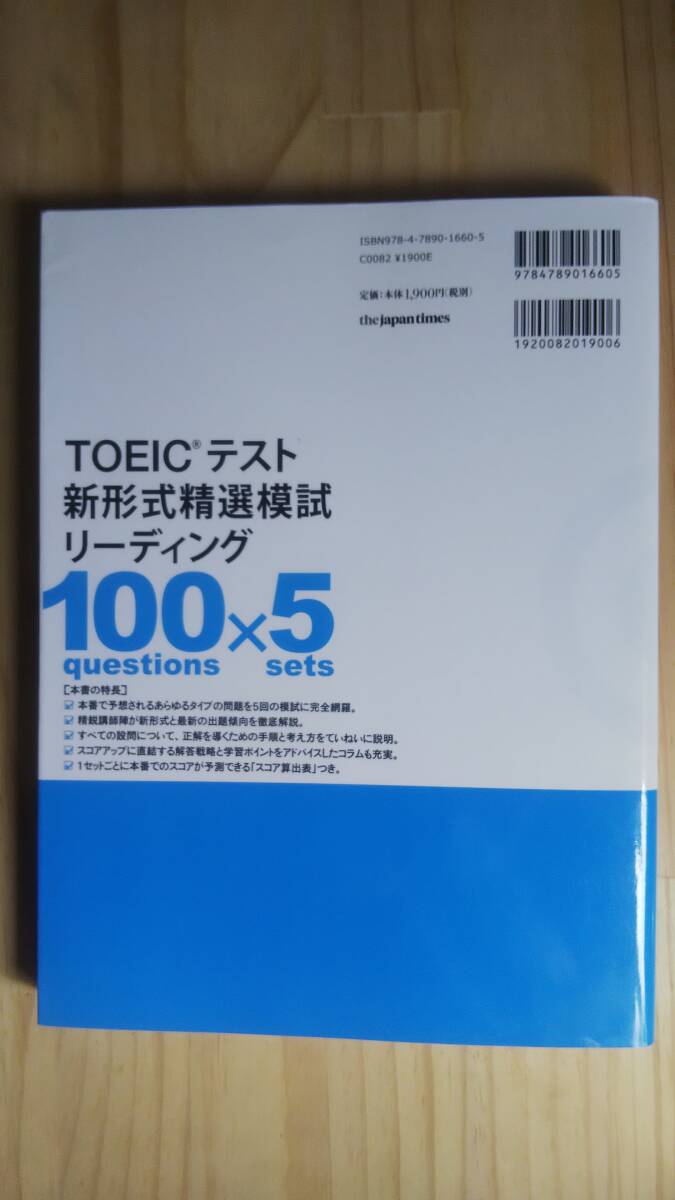 ISBN978-4-7890-1660-5
C0082 ¥1900E
9784789016605
定価:本体1,900円(税別)
the japan times
1920082019006
TOEIC® テスト
新形式精選模試
リーディング
100×5
questions sets
[本書の特長]
☑ 本番で予想されるあらゆるタイプの問題を5回の模試に完全網羅。
☑ 精鋭講師陣が新形式と最新の出題傾向を徹底解説。
☑ すべての設問について、正解を導くための手順と考え方をていねいに説明。
☑ スコアアップに直結する解答戦略と学習ポイントをアドバイスしたコラムも充実。
☑ 1セットごとに本番でのスコアが予測できる「スコア算出表」つき。